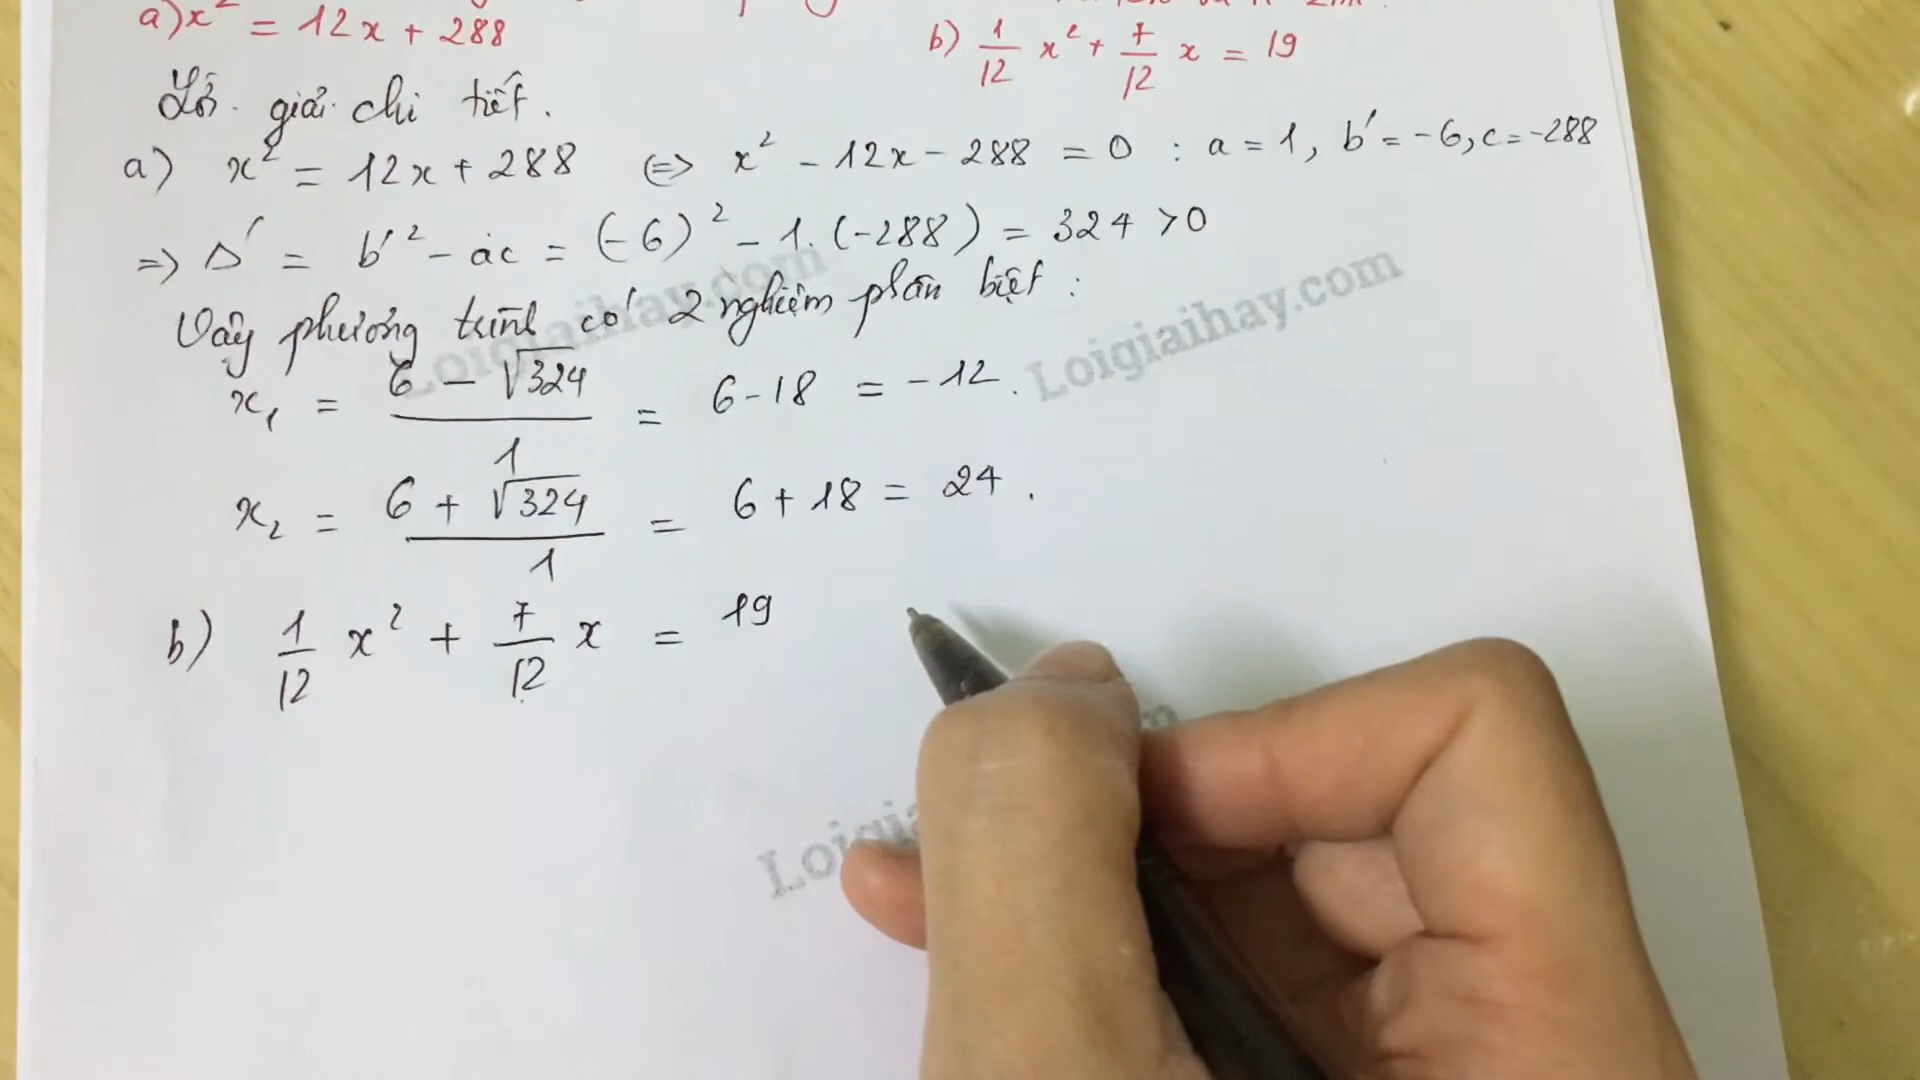 a) x² = 12x + 288
b) 1/12 x² + 7/12 x = 19
Lời giải chi tiết.
a) x² = 12x + 288 <=> x² - 12x - 288 = 0 : a = 1, b' = -6, c = -288
=> Δ' = b'² - ac = (-6)² - 1.(-288) = 324 > 0
Vậy phương trình có 2 nghiệm phân biệt :
x₁ = (6 - √324)/1 = 6 - 18 = -12.
x₂ = (6 + √324)/1 = 6 + 18 = 24.
b) 1/12 x² + 7/12 x = 19
Loigiaihay.com
Loigiaihay.com